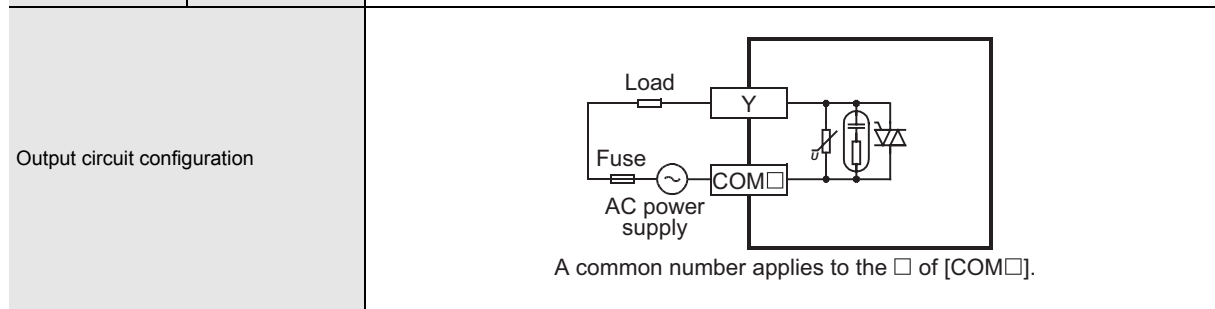 Output circuit configuration
Load
Y
Fuse
COM□
AC power
supply
U
A common number applies to the □ of [COM□].